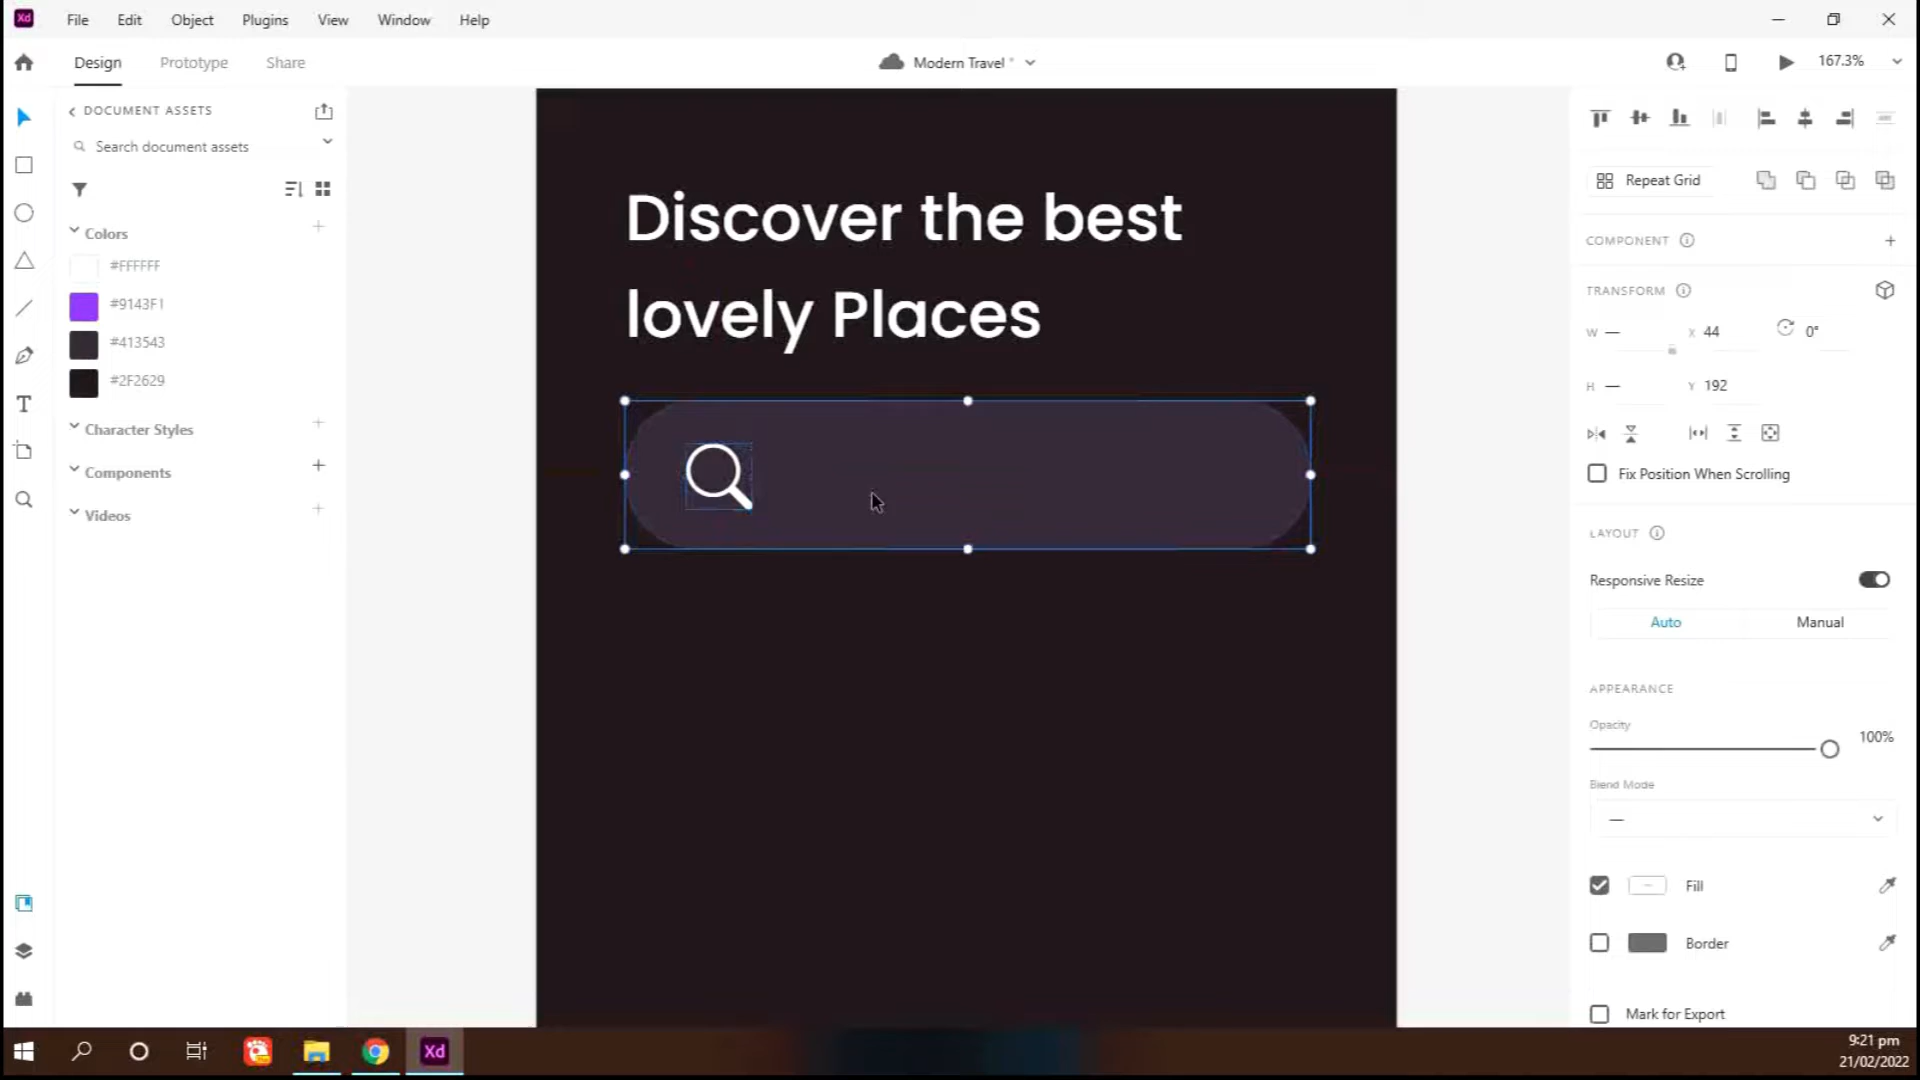 Xd
File Edit Object Plugins View Window Help
Design Prototype Share
Modern Travel *
167.3%
DOCUMENT ASSETS
Search document assets
Colors
#FFFFFF
#9143F1
#413543
#2F2629
Character Styles
Components
Videos
Discover the best
lovely Places
Repeat Grid
COMPONENT
TRANSFORM
W — X 44 0°
H — Y 192
Fix Position When Scrolling
LAYOUT
Responsive Resize
Auto Manual
APPEARANCE
Opacity
100%
Blend Mode
—
Fill
Border
Mark for Export
Xd
9:21 pm
21/02/2022